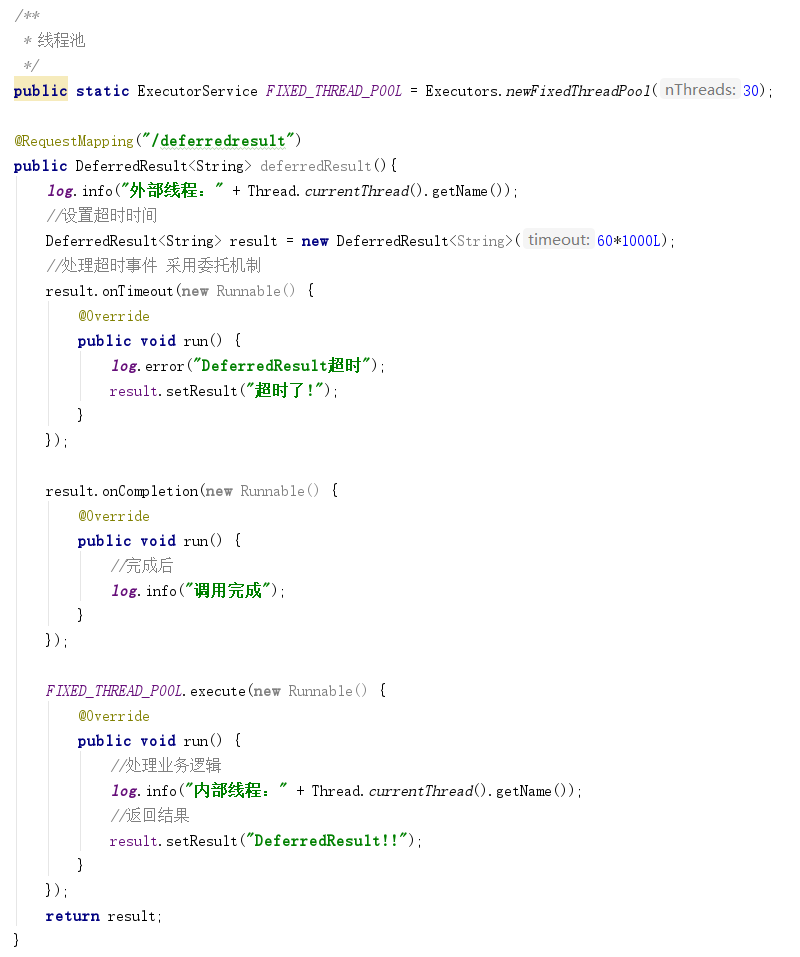 /**
 * 线程池
 */
public static ExecutorService FIXED_THREAD_POOL = Executors.newFixedThreadPool( nThreads: 30);

@RequestMapping("/deferredresult")
public DeferredResult<String> deferredResult(){
    log.info("外部线程：" + Thread.currentThread().getName());
    //设置超时时间
    DeferredResult<String> result = new DeferredResult<String>( timeout: 60*1000L);
    //处理超时事件 采用委托机制
    result.onTimeout(new Runnable() {
        @Override
        public void run() {
            log.error("DeferredResult超时");
            result.setResult("超时了!");
        }
    });

    result.onCompletion(new Runnable() {
        @Override
        public void run() {
            //完成后
            log.info("调用完成");
        }
    });

    FIXED_THREAD_POOL.execute(new Runnable() {
        @Override
        public void run() {
            //处理业务逻辑
            log.info("内部线程：" + Thread.currentThread().getName());
            //返回结果
            result.setResult("DeferredResult!!");
        }
    });
    return result;
}